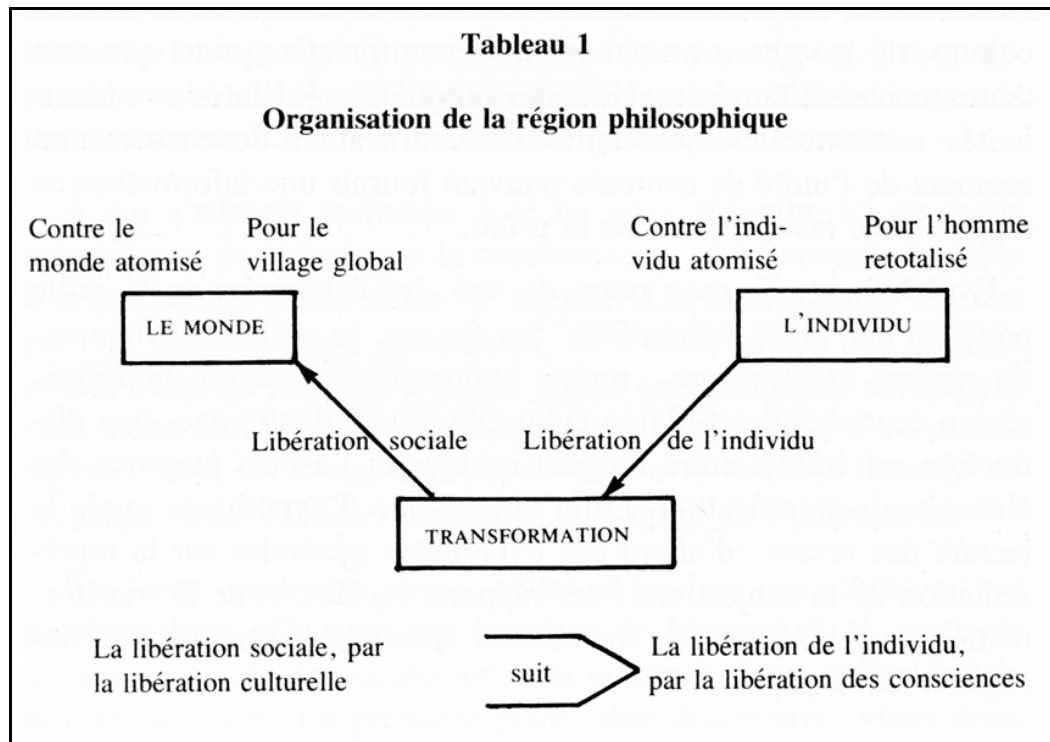 Tableau 1
Organisation de la région philosophique
Contre le
monde atomisé
Pour le
village global
Contre l'indi-
vidu atomisé
Pour l'homme
retotalisé
LE MONDE
L'INDIVIDU
Libération sociale
Libération de l'individu
TRANSFORMATION
La libération sociale, par
la libération culturelle
suit
La libération de l'individu,
par la libération des consciences